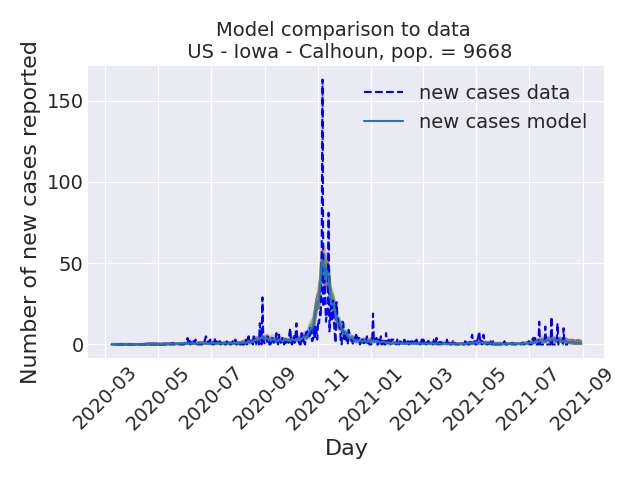 Model comparison to data
US - Iowa - Calhoun, pop. = 9668
new cases data
new cases model
Number of new cases reported
150
100
50
0
2020-03
2020-05
2020-07
2020-09
2020-11
2021-01
2021-03
2021-05
2021-07
2021-09
Day